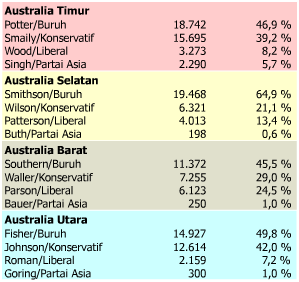 Australia Timur
Potter/Buruh 18.742 46,9 %
Smaily/Konservatif 15.695 39,2 %
Wood/Liberal 3.273 8,2 %
Singh/Partai Asia 2.290 5,7 %
Australia Selatan
Smithson/Buruh 19.468 64,9 %
Wilson/Konservatif 6.321 21,1 %
Patterson/Liberal 4.013 13,4 %
Buth/Partai Asia 198 0,6 %
Australia Barat
Southern/Buruh 11.372 45,5 %
Waller/Konservatif 7.255 29,0 %
Parson/Liberal 6.123 24,5 %
Bauer/Partai Asia 250 1,0 %
Australia Utara
Fisher/Buruh 14.927 49,8 %
Johnson/Konservatif 12.614 42,0 %
Roman/Liberal 2.159 7,2 %
Goring/Partai Asia 300 1,0 %